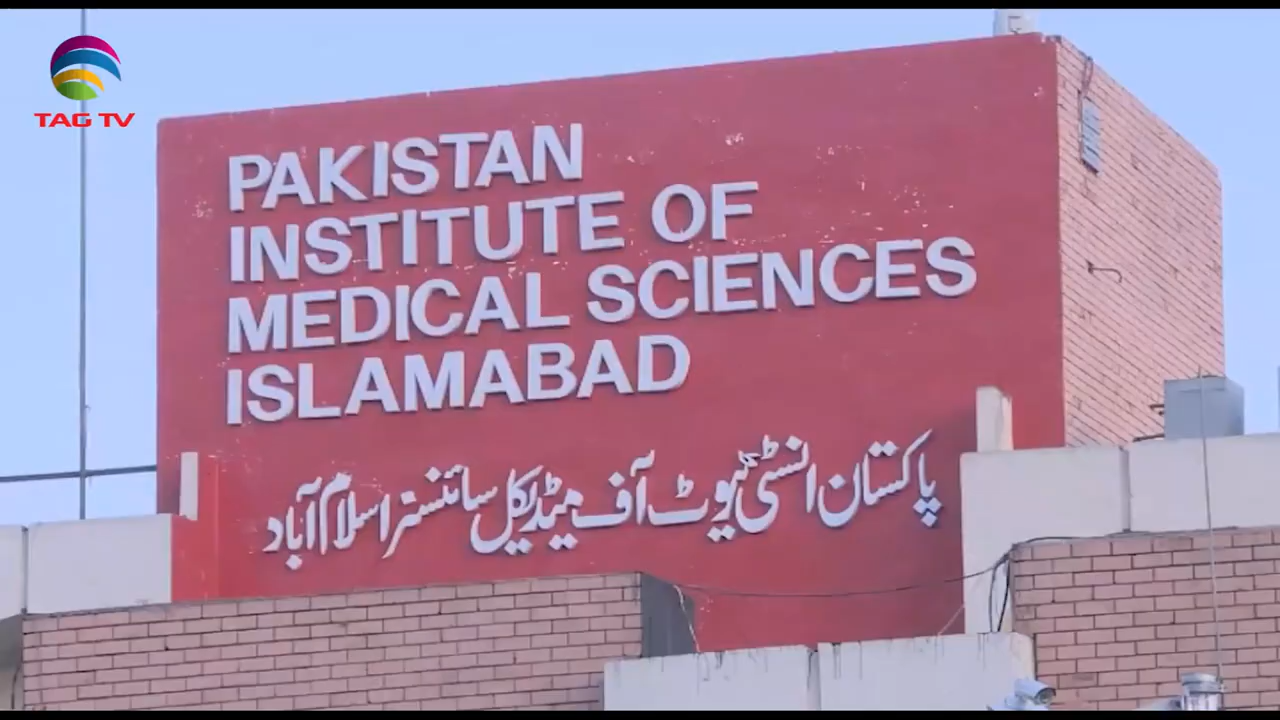 TAG TV
PAKISTAN
INSTITUTE OF
MEDICAL SCIENCES
ISLAMABAD
پاکستان انسٹی ٹیوٹ آف میڈیکل سائنسز اسلام آباد